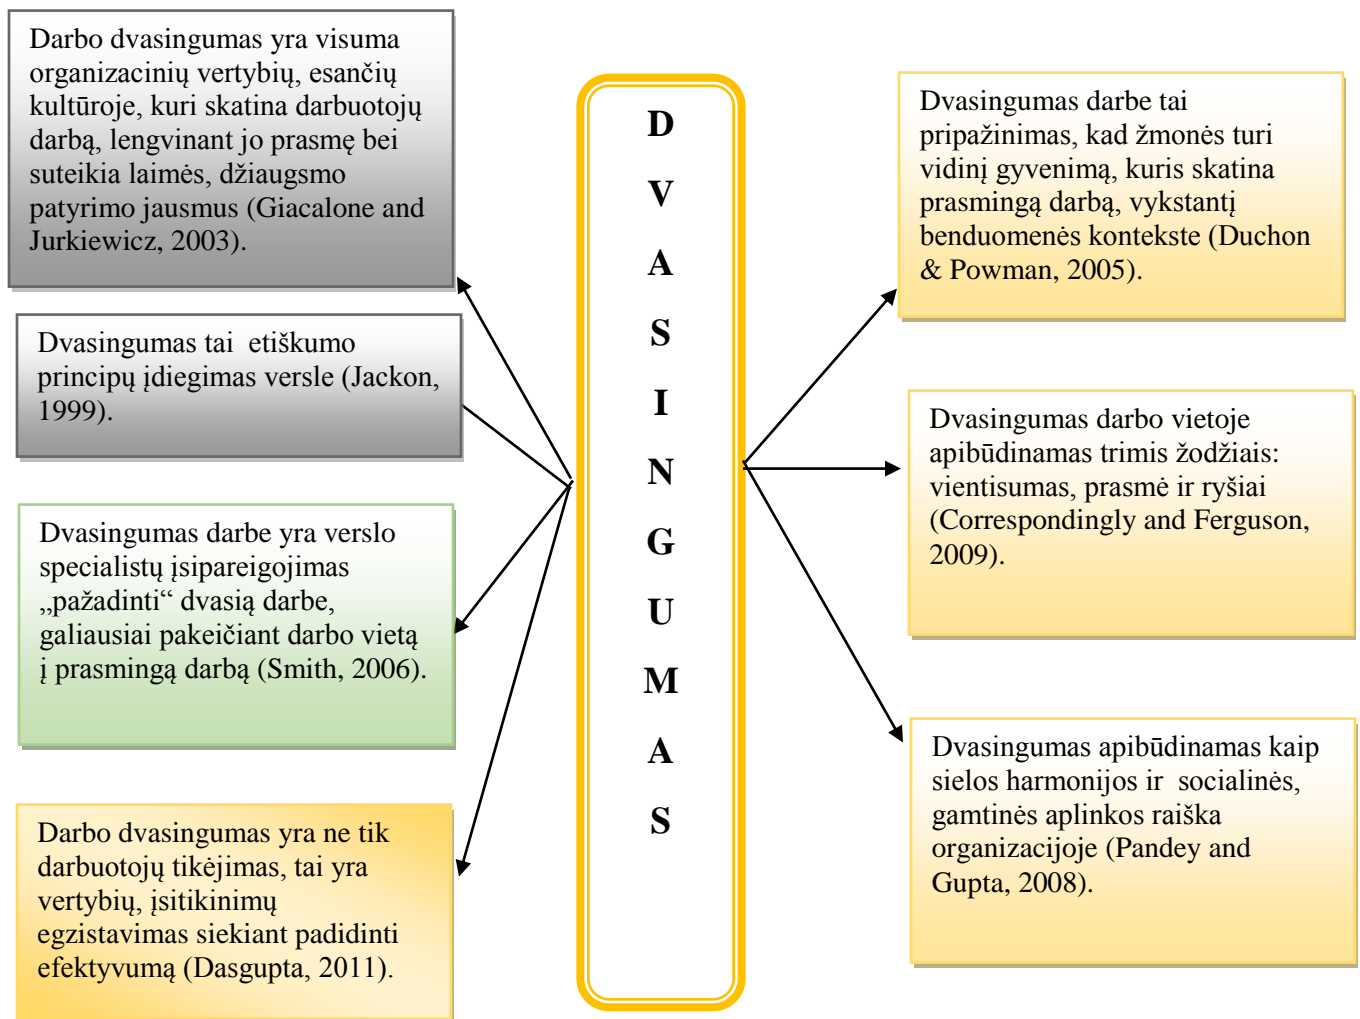 Darbo dvasingumas yra visuma
organizacinių vertybių, esančių
kultūroje, kuri skatina darbuotojų
darbą, lengvinant jo prasmę bei
suteikia laimės, džiaugsmo
patyrimo jausmus (Giacalone and
Jurkiewicz, 2003).
Dvasingumas tai  etiškumo
principų įdiegimas versle (Jackon,
1999).
Dvasingumas darbe yra verslo
specialistų įsipareigojimas
„pažadinti“ dvasią darbe,
galiausiai pakeičiant darbo vietą
į prasmingą darbą (Smith, 2006).
Darbo dvasingumas yra ne tik
darbuotojų tikėjimas, tai yra
vertybių, įsitikinimų
egzistavimas siekiant padidinti
efektyvumą (Dasgupta, 2011).
D
V
A
S
I
N
G
U
M
A
S
Dvasingumas darbe tai
pripažinimas, kad žmonės turi
vidinį gyvenimą, kuris skatina
prasmingą darbą, vykstantį
benduomenės kontekste (Duchon
& Powman, 2005).
Dvasingumas darbo vietoje
apibūdinamas trimis žodžiais:
vientisumas, prasmė ir ryšiai
(Correspondingly and Ferguson,
2009).
Dvasingumas apibūdinamas kaip
sielos harmonijos ir  socialinės,
gamtinės aplinkos raiška
organizacijoje (Pandey and
Gupta, 2008).